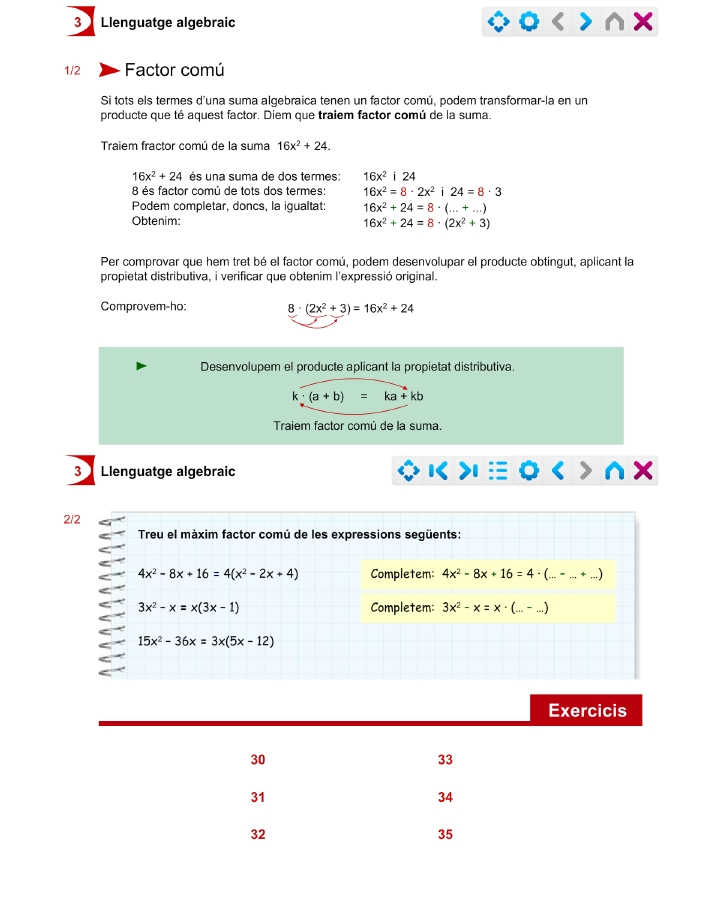 3 Llenguatge algebraic
1/2 Factor comú
Si tots els termes d'una suma algebraica tenen un factor comú, podem transformar-la en un
producte que té aquest factor. Diem que traiem factor comú de la suma.
Traiem fractor comú de la suma 16x² + 24.
16x² + 24 és una suma de dos termes: 16x² i 24
8 és factor comú de tots dos termes: 16x² = 8 · 2x² i 24 = 8 · 3
Podem completar, doncs, la igualtat: 16x² + 24 = 8 · (... + ...)
Obtenim: 16x² + 24 = 8 · (2x² + 3)
Per comprovar que hem tret bé el factor comú, podem desenvolupar el producte obtingut, aplicant la
propietat distributiva, i verificar que obtenim l'expressió original.
Comprovem-ho: 8 · (2x² + 3) = 16x² + 24
Desenvolupem el producte aplicant la propietat distributiva.
k · (a + b) = ka + kb
Traiem factor comú de la suma.
3 Llenguatge algebraic
2/2
Treu el màxim factor comú de les expressions següents:
4x² – 8x + 16 = 4(x² – 2x + 4) Completem: 4x² – 8x + 16 = 4 · (... – ... + ...)
3x² – x = x(3x – 1) Completem: 3x² – x = x · (... – ...)
15x² – 36x = 3x(5x – 12)
Exercicis
30 33
31 34
32 35